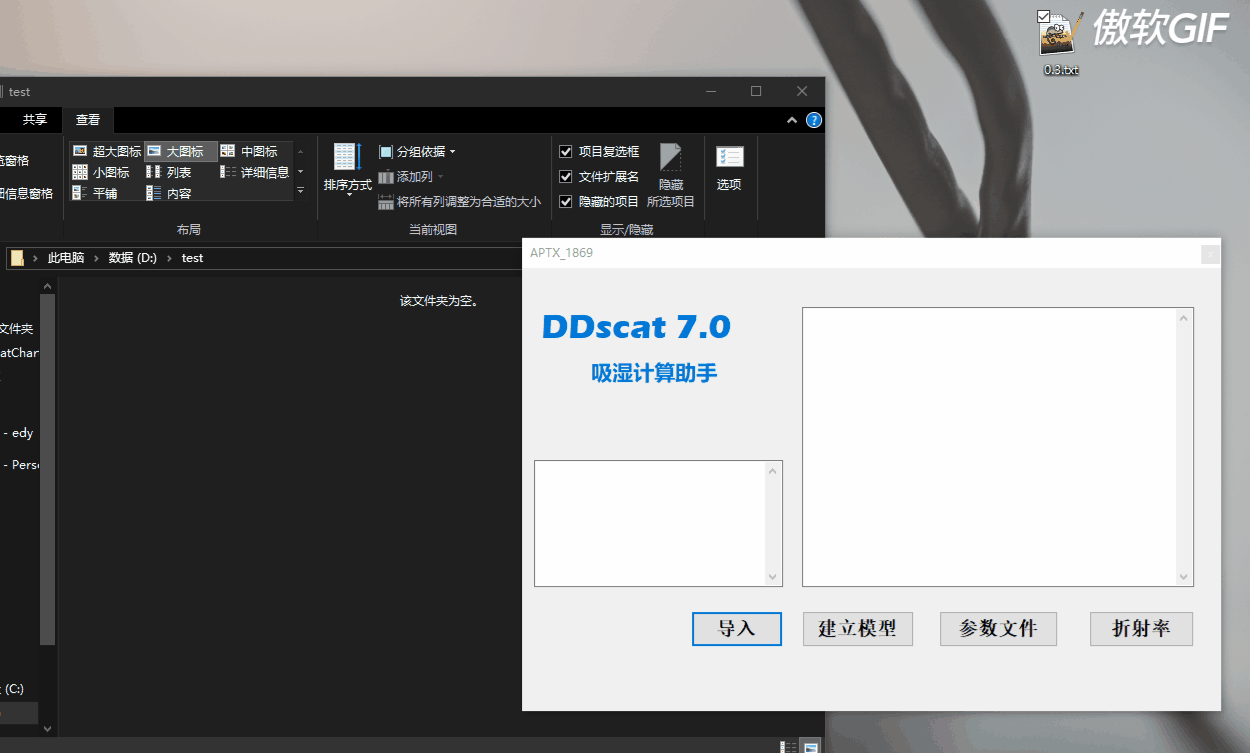 傲软GIF
0.3.txt
test
共享 查看
超大图标 大图标 中图标
小图标 列表 详细信息
平铺 内容
布局
窗格
信息窗格
排序方式
分组依据
添加列
将所有列调整为合适的大小
当前视图
项目复选框
文件扩展名
隐藏的项目
隐藏
所选项目
显示/隐藏
选项
此电脑 数据 (D:) test
该文件夹为空。
文件夹
atChar
- edy
- Pers
(C:)
APTX_1869
DDscat 7.0
吸湿计算助手
导入 建立模型 参数文件 折射率